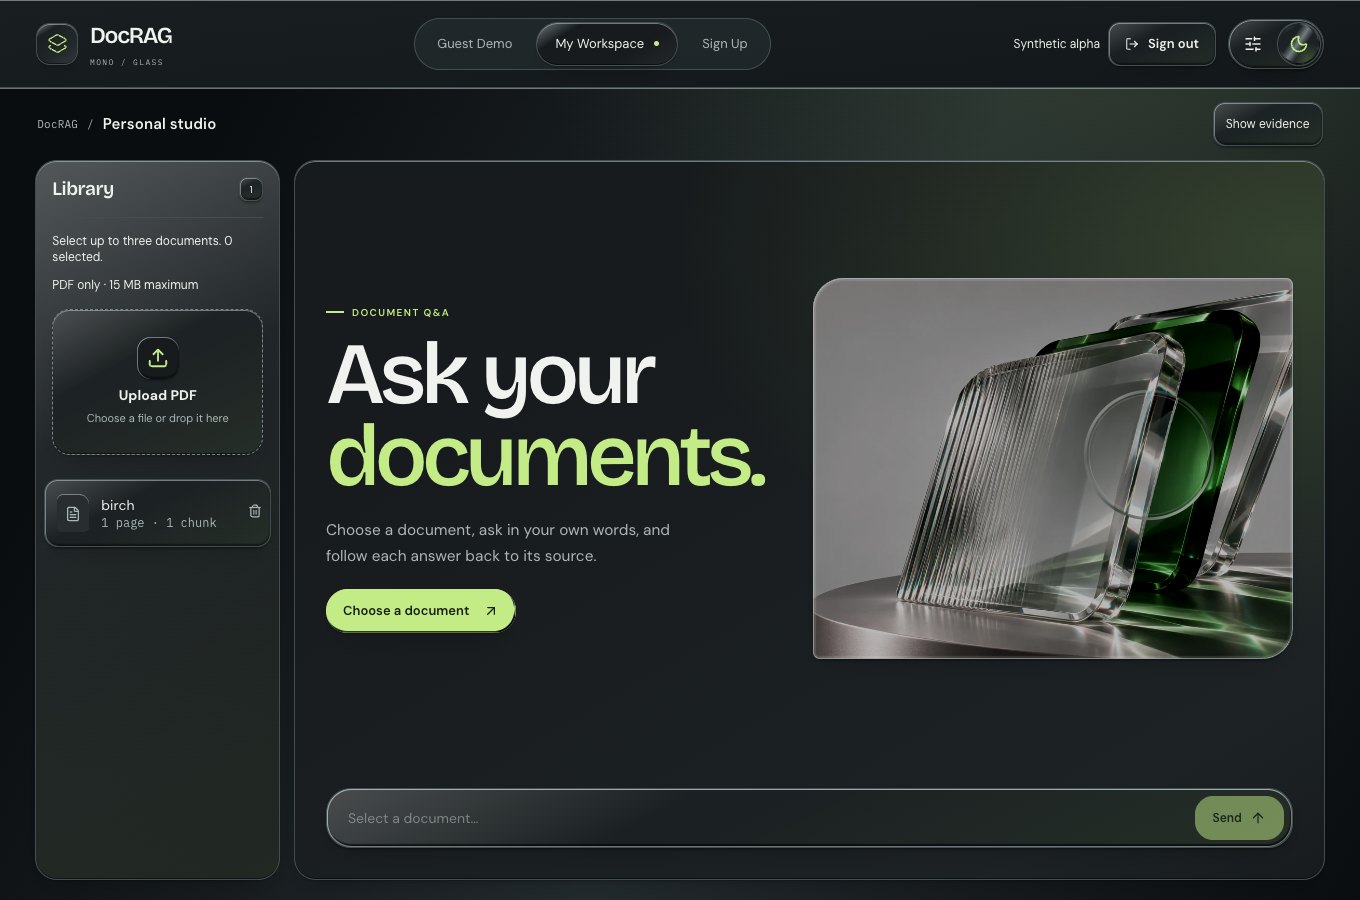 DocRAG
MONO / GLASS
Guest Demo
My Workspace
Sign Up
Synthetic alpha
Sign out
DocRAG / Personal studio
Show evidence
Library
1
Select up to three documents. 0
selected.
PDF only · 15 MB maximum
Upload PDF
Choose a file or drop it here
birch
1 page · 1 chunk
DOCUMENT Q&A
Ask your
documents.
Choose a document, ask in your own words, and
follow each answer back to its source.
Choose a document
Select a document...
Send